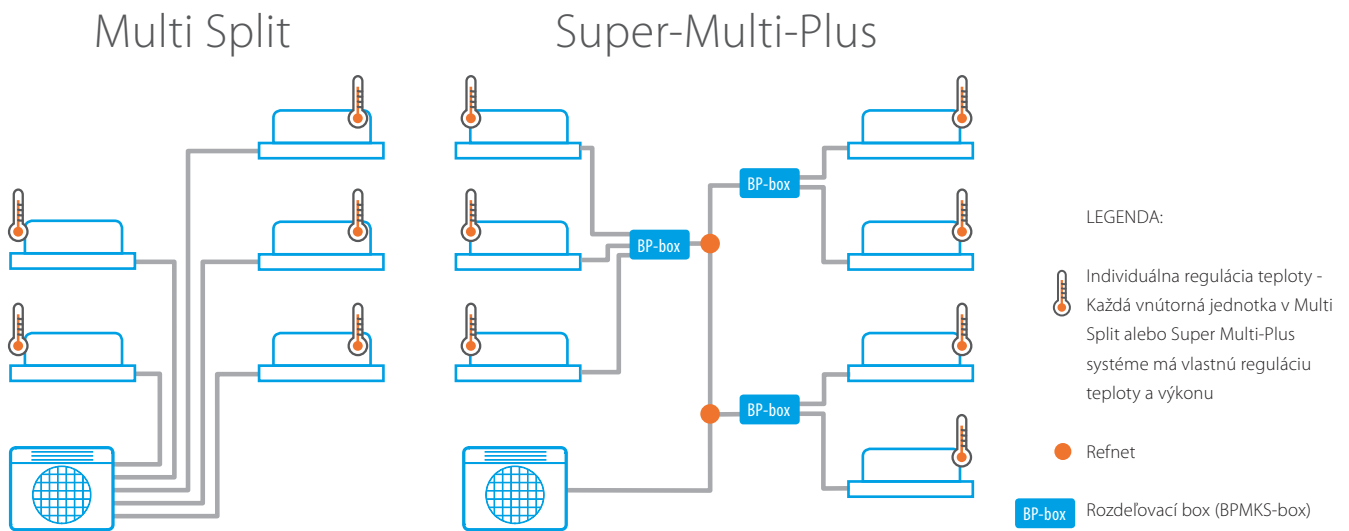 Multi Split
Super-Multi-Plus
BP-box
BP-box
BP-box
LEGENDA:
Individuálna regulácia teploty -
Každá vnútorná jednotka v Multi
Split alebo Super Multi-Plus
systéme má vlastnú reguláciu
teploty a výkonu
Refnet
BP-box Rozdeľovací box (BPMKS-box)